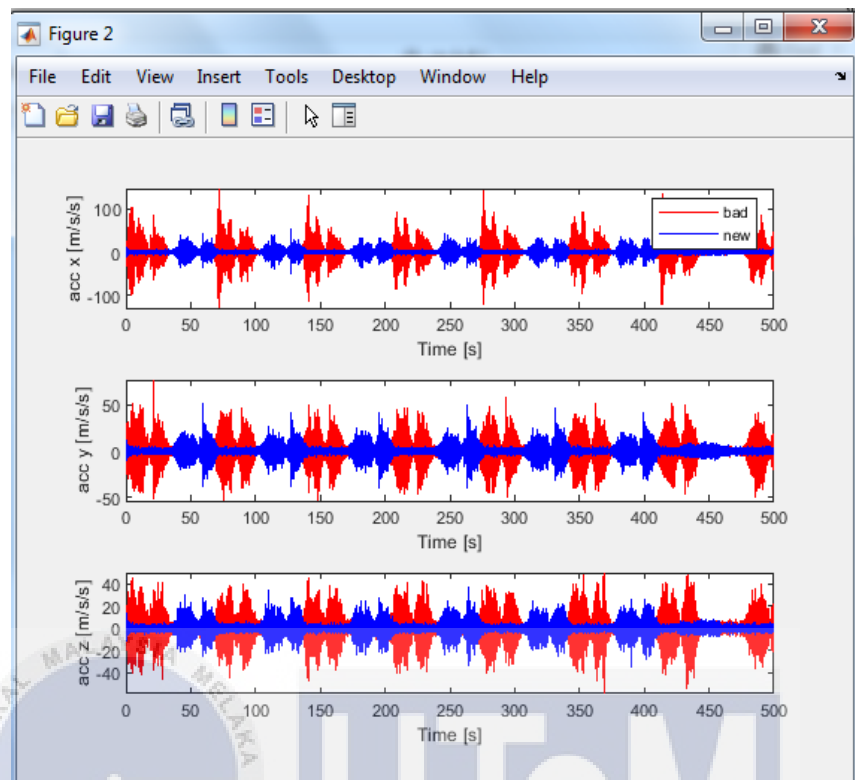 Figure 2
File Edit View Insert Tools Desktop Window Help
acc x [m/s/s]
100
0
-100
bad
new
0 50 100 150 200 250 300 350 400 450 500
Time [s]
acc y [m/s/s]
50
0
-50
0 50 100 150 200 250 300 350 400 450 500
Time [s]
acc z [m/s/s]
40
20
0
-20
-40
0 50 100 150 200 250 300 350 400 450 500
Time [s]
MALAYSIA MELAKA
UTeM